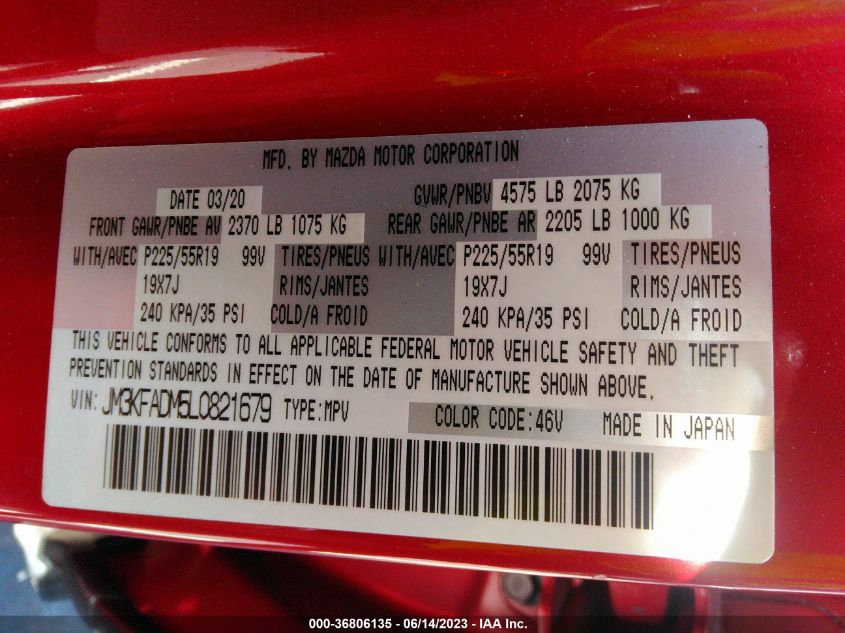 MFD. BY MAZDA MOTOR CORPORATION
DATE 03/20 GVWR/PNBV 4575 LB 2075 KG
FRONT GAWR/PNBE AV 2370 LB 1075 KG REAR GAWR/PNBE AR 2205 LB 1000 KG
WITH/AVEC P225/55R19 99V TIRES/PNEUS WITH/AVEC P225/55R19 99V TIRES/PNEUS
19X7J RIMS/JANTES 19X7J RIMS/JANTES
240 KPA/35 PSI COLD/A FROID 240 KPA/35 PSI COLD/A FROID
THIS VEHICLE CONFORMS TO ALL APPLICABLE FEDERAL MOTOR VEHICLE SAFETY AND THEFT
PREVENTION STANDARDS IN EFFECT ON THE DATE OF MANUFACTURE SHOWN ABOVE.
VIN: JM3KFADM5L0821679 TYPE:MPV COLOR CODE:46V MADE IN JAPAN
000-36806135 - 06/14/2023 - IAA Inc.